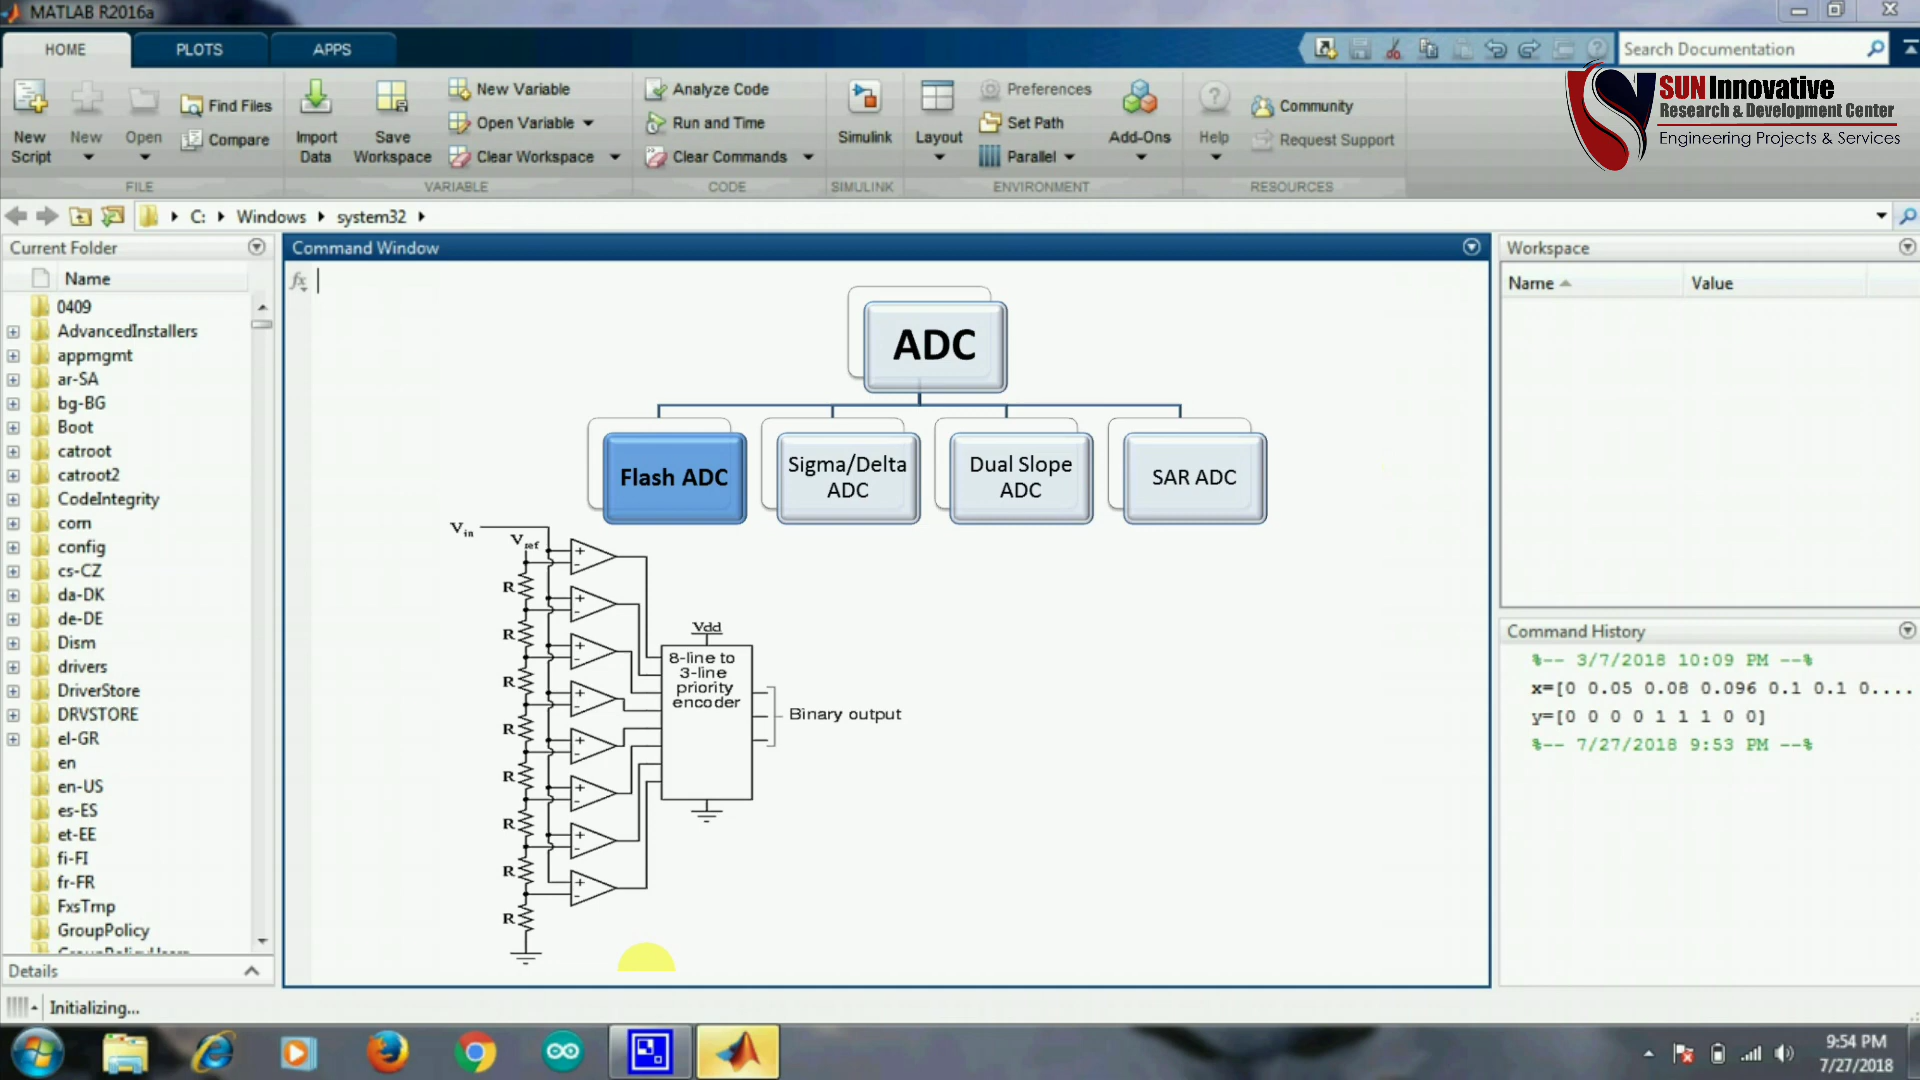 MATLAB R2016a
HOME
PLOTS
APPS
Search Documentation
SUN Innovative
Research & Development Center
Engineering Projects & Services
New Script
New
Open
Find Files
Compare
FILE
Import Data
Save Workspace
New Variable
Open Variable
Clear Workspace
VARIABLE
Analyze Code
Run and Time
Clear Commands
CODE
Simulink
SIMULINK
Layout
Preferences
Set Path
Parallel
Add-Ons
ENVIRONMENT
Help
Community
Request Support
RESOURCES
C: Windows system32
Current Folder
Name
0409
AdvancedInstallers
appmgmt
ar-SA
bg-BG
Boot
catroot
catroot2
CodeIntegrity
com
config
cs-CZ
da-DK
de-DE
Dism
drivers
DriverStore
DRVSTORE
el-GR
en
en-US
es-ES
et-EE
fi-FI
fr-FR
FxsTmp
GroupPolicy
GroupPolicyUsers
Details
Initializing...
Command Window
fx
ADC
Flash ADC
Sigma/Delta ADC
Dual Slope ADC
SAR ADC
Vin
Vref
R
R
R
R
R
R
R
R
Vdd
8-line to
3-line
priority
encoder
Binary output
Workspace
Name
Value
Command History
%-- 3/7/2018 10:09 PM --%
x=[0 0.05 0.08 0.096 0.1 0.1 0....
y=[0 0 0 0 1 1 1 0 0]
%-- 7/27/2018 9:53 PM --%
9:54 PM
7/27/2018